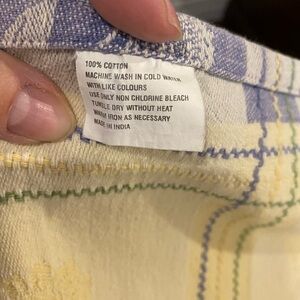 100% COTTON
MACHINE WASH IN COLD WATER
WITH LIKE COLOURS
USE ONLY NON CHLORINE BLEACH
TUMBLE DRY WITHOUT HEAT
WARM IRON AS NECESSARY
MADE IN INDIA